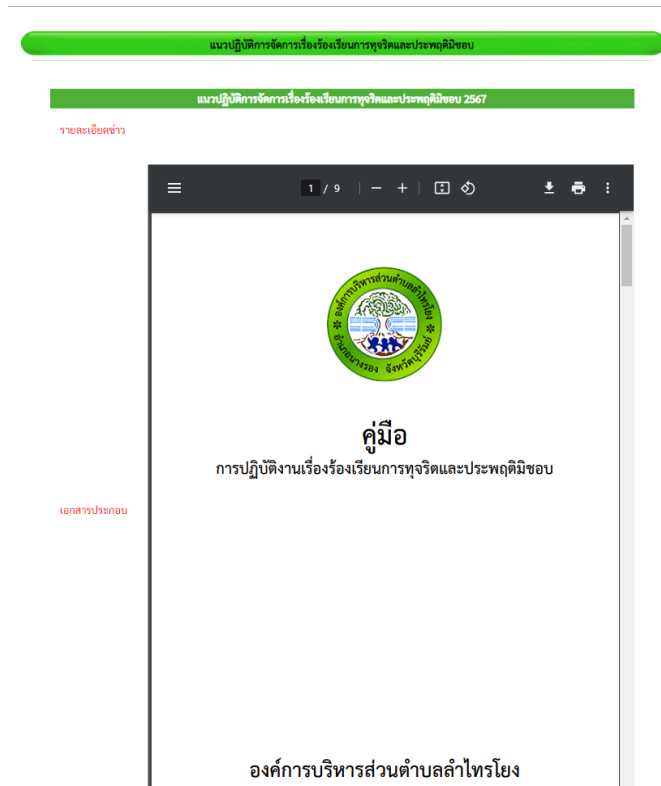 แนวปฏิบัติการจัดการเรื่องร้องเรียนการทุจริตและประพฤติมิชอบ
แนวปฏิบัติการจัดการเรื่องร้องเรียนการทุจริตและประพฤติมิชอบ 2567
รายละเอียดข่าว
1 / 9
องค์การบริหารส่วนตำบลลำไทรโยง
อำเภอนางรอง จังหวัดบุรีรัมย์
คู่มือ
การปฏิบัติงานเรื่องร้องเรียนการทุจริตและประพฤติมิชอบ
เอกสารประกอบ
องค์การบริหารส่วนตำบลลำไทรโยง